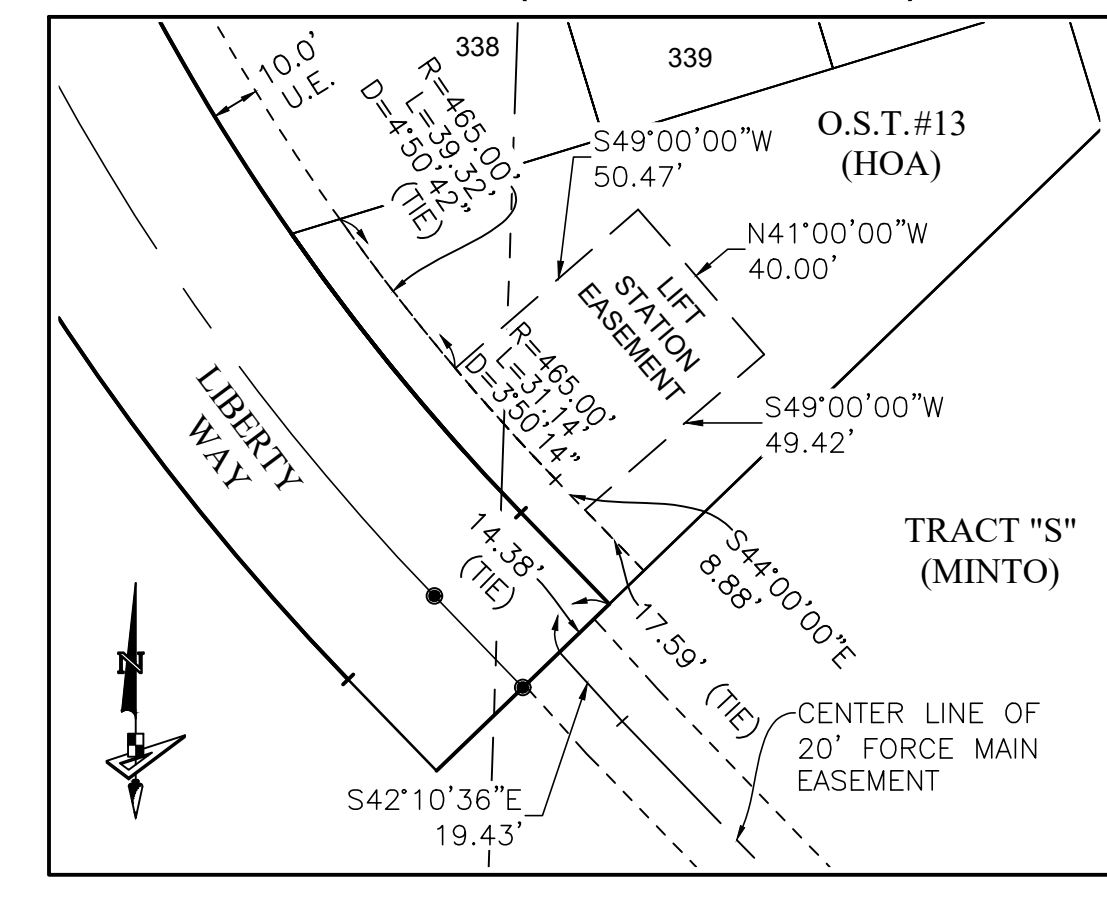 338
339
10.0'
U.E.
R=465.00'
L=39.32'
D=4°50'42"
(TIE)
O.S.T.#13
(HOA)
S49°00'00"W
50.47'
N41°00'00"W
40.00'
LIFT
STATION
EASEMENT
R=465.00'
L=31.14'
D=3°50'14"
LIBERTY
WAY
S49°00'00"W
49.42'
TRACT "S"
(MINTO)
14.38'
(TIE)
S44°00'00"E
8.88'
17.59' (TIE)
N
CENTER LINE OF
20' FORCE MAIN
EASEMENT
S42°10'36"E
19.43'